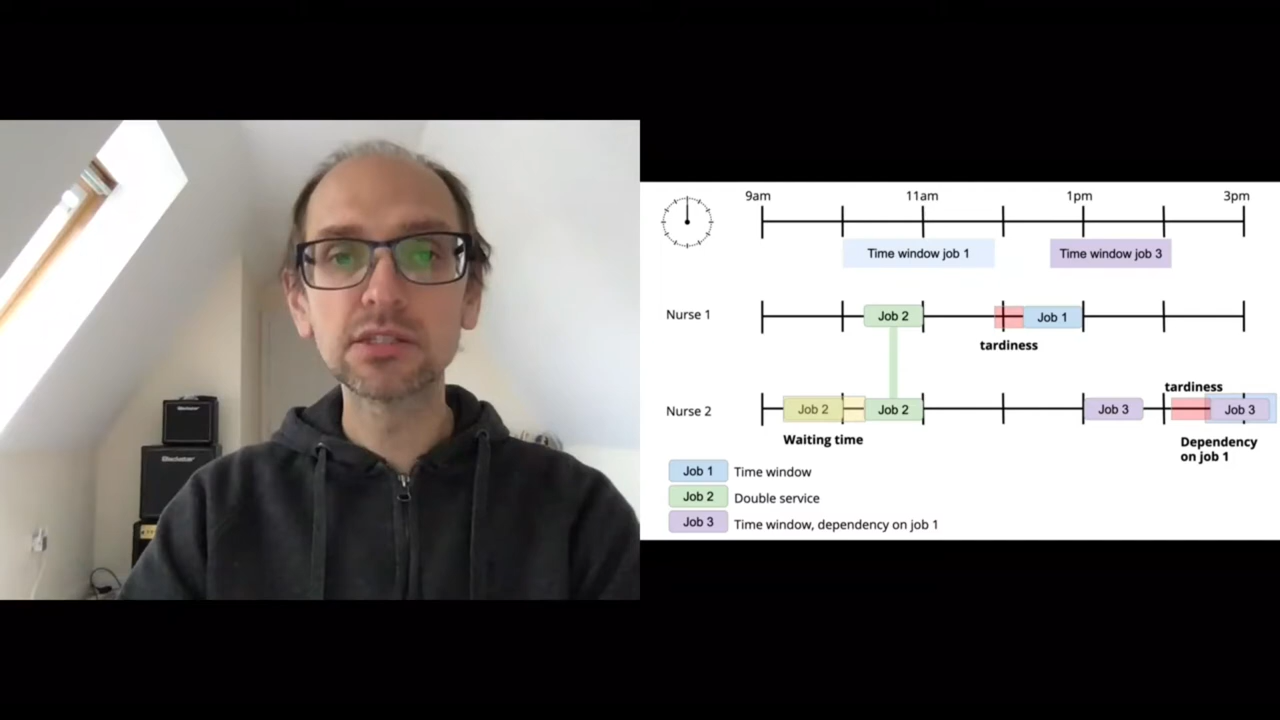 Blackstar
Blackstar
9am
11am
1pm
3pm
Time window job 1
Time window job 3
Nurse 1
Job 2
Job 1
tardiness
tardiness
Nurse 2
Job 2
Job 2
Job 3
Job 3
Waiting time
Dependency
on job 1
Job 1
Time window
Job 2
Double service
Job 3
Time window, dependency on job 1